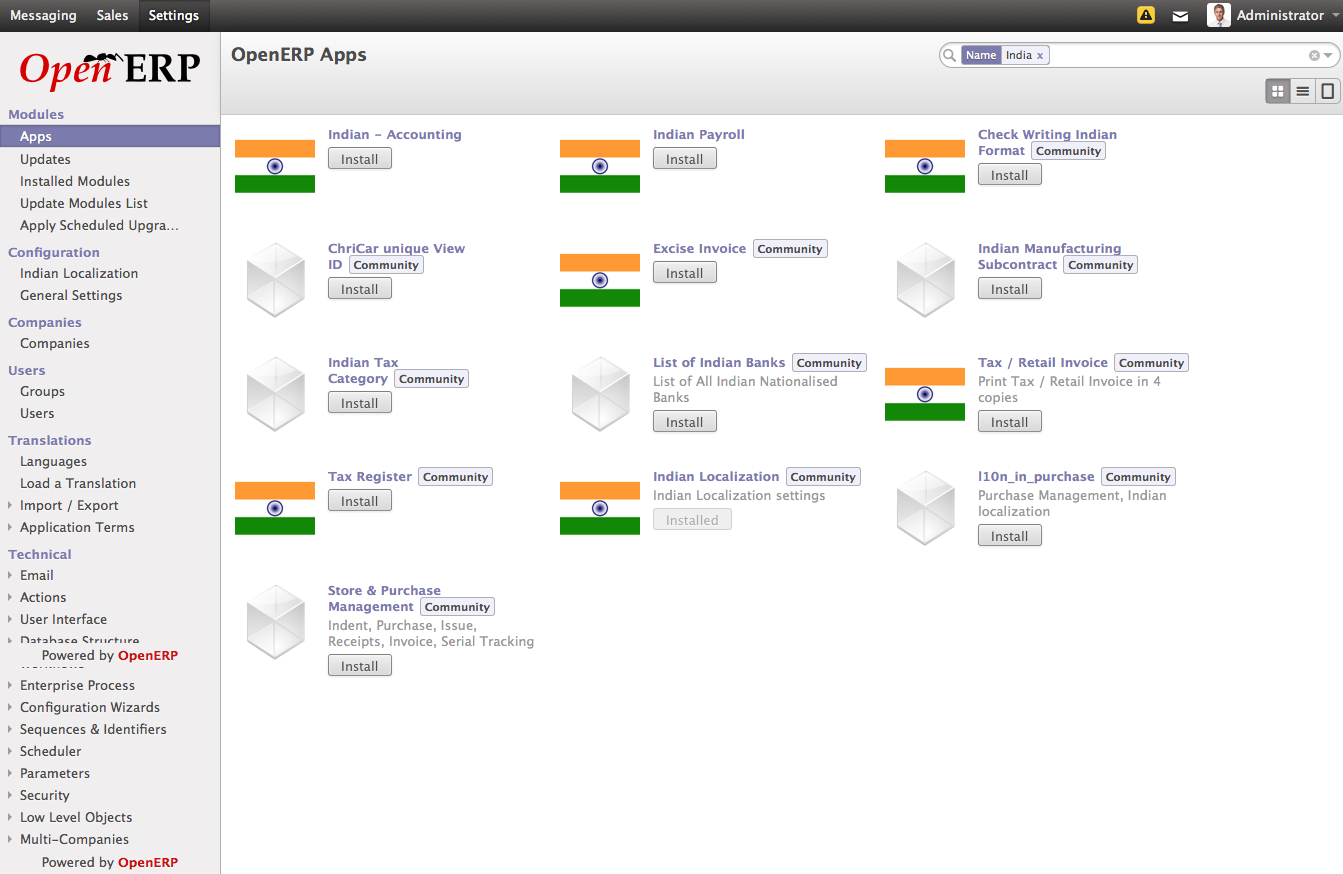 Messaging Sales Settings Administrator
OpenERP
OpenERP Apps
Name India x
Modules
Apps
Updates
Installed Modules
Update Modules List
Apply Scheduled Upgra...
Configuration
Indian Localization
General Settings
Companies
Companies
Users
Groups
Users
Translations
Languages
Load a Translation
Import / Export
Application Terms
Technical
Email
Actions
User Interface
Database Structure
Powered by OpenERP
Enterprise Process
Configuration Wizards
Sequences & Identifiers
Scheduler
Parameters
Security
Low Level Objects
Multi-Companies
Powered by OpenERP
Indian - Accounting
Install
Indian Payroll
Install
Check Writing Indian
Format Community
Install
ChriCar unique View
ID Community
Install
Excise Invoice Community
Install
Indian Manufacturing
Subcontract Community
Install
Indian Tax
Category Community
Install
List of Indian Banks Community
List of All Indian Nationalised
Banks
Install
Tax / Retail Invoice Community
Print Tax / Retail Invoice in 4
copies
Install
Tax Register Community
Install
Indian Localization Community
Indian Localization settings
Installed
l10n_in_purchase Community
Purchase Management, Indian
localization
Install
Store & Purchase
Management Community
Indent, Purchase, Issue,
Receipts, Invoice, Serial Tracking
Install